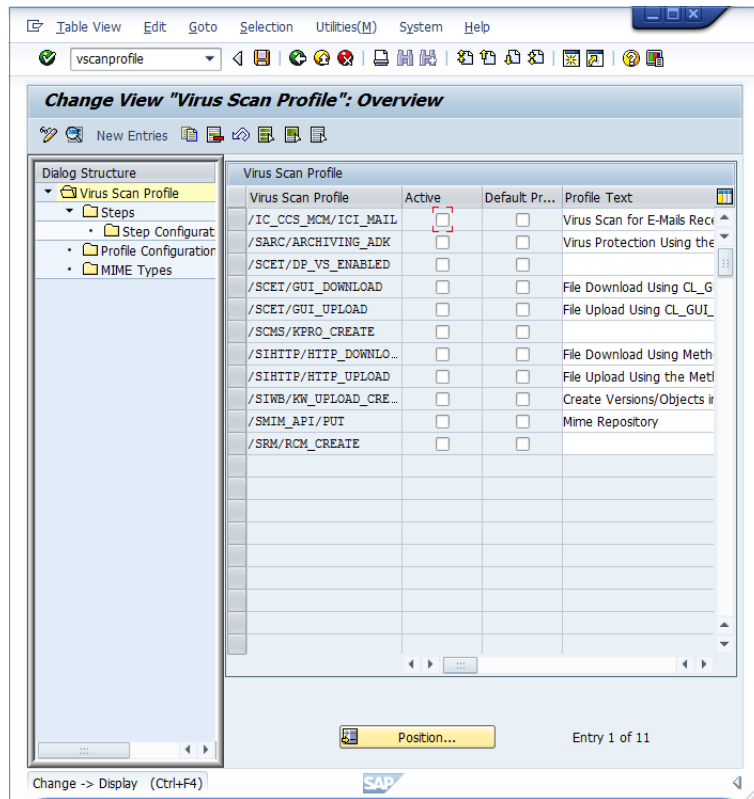 Table View Edit Goto Selection Utilities(M) System Help
vscanprofile
Change View "Virus Scan Profile": Overview
New Entries
Dialog Structure
Virus Scan Profile
Steps
Step Configurat
Profile Configuration
MIME Types
Virus Scan Profile
Virus Scan Profile Active Default Pr... Profile Text
/IC_CCS_MCM/ICI_MAIL Virus Scan for E-Mails Rece
/SARC/ARCHIVING_ADK Virus Protection Using the
/SCET/DP_VS_ENABLED
/SCET/GUI_DOWNLOAD File Download Using CL_G
/SCET/GUI_UPLOAD File Upload Using CL_GUI_
/SCMS/KPRO_CREATE
/SIHTTP/HTTP_DOWNLO... File Download Using Meth
/SIHTTP/HTTP_UPLOAD File Upload Using the Metl
/SIWB/KW_UPLOAD_CRE... Create Versions/Objects in
/SMIM_API/PUT Mime Repository
/SRM/RCM_CREATE
Position... Entry 1 of 11
Change -> Display (Ctrl+F4) SAP